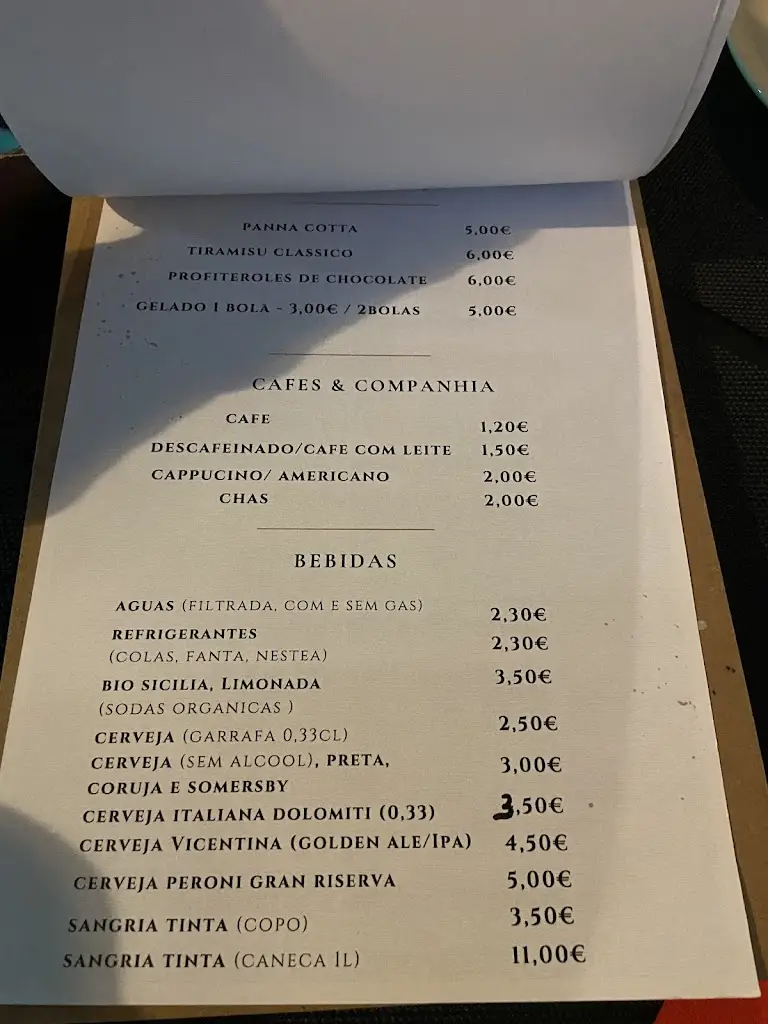 PANNA COTTA 5,00€
TIRAMISU CLASSICO 6,00€
PROFITEROLES DE CHOCOLATE 6,00€
GELADO 1 BOLA - 3,00€ / 2BOLAS 5,00€
CAFES & COMPANHIA
CAFE 1,20€
DESCAFEINADO/CAFE COM LEITE 1,50€
CAPPUCINO/ AMERICANO 2,00€
CHAS 2,00€
BEBIDAS
AGUAS (FILTRADA, COM E SEM GAS) 2,30€
REFRIGERANTES 2,30€
(COLAS, FANTA, NESTEA)
BIO SICILIA, LIMONADA 3,50€
(SODAS ORGANICAS )
CERVEJA (GARRAFA 0,33CL) 2,50€
CERVEJA (SEM ALCOOL), PRETA, 3,00€
CORUJA E SOMERSBY
CERVEJA ITALIANA DOLOMITI (0,33) 3,50€
CERVEJA VICENTINA (GOLDEN ALE/IPA) 4,50€
CERVEJA PERONI GRAN RISERVA 5,00€
SANGRIA TINTA (COPO) 3,50€
SANGRIA TINTA (CANECA 1L) 11,00€